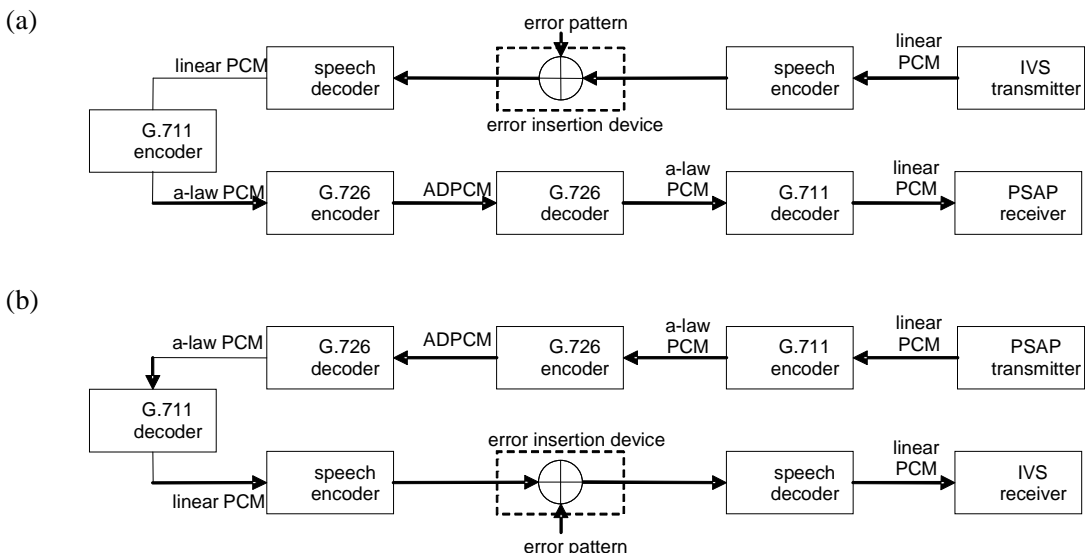 (a)
error pattern
linear PCM
speech
decoder
speech
encoder
linear
PCM
IVS
transmitter
error insertion device
G.711
encoder
a-law PCM
G.726
encoder
ADPCM
G.726
decoder
a-law
PCM
G.711
decoder
linear
PCM
PSAP
receiver
(b)
a-law PCM
G.726
decoder
ADPCM
G.726
encoder
a-law
PCM
G.711
encoder
linear
PCM
PSAP
transmitter
G.711
decoder
error insertion device
linear PCM
speech
encoder
speech
decoder
linear
PCM
IVS
receiver
error pattern